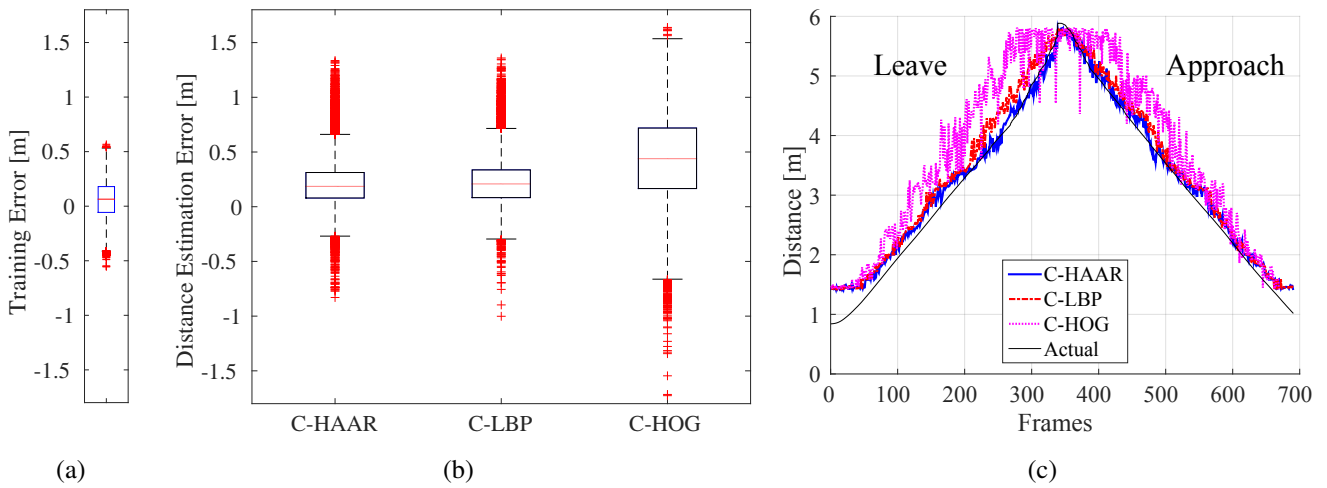 Training Error [m]
1.5
1
0.5
0
-0.5
-1
-1.5
(a)
Distance Estimation Error [m]
1.5
1
0.5
0
-0.5
-1
-1.5
C-HAAR C-LBP C-HOG
(b)
Distance [m]
6
5
4
3
2
1
0
Leave Approach
C-HAAR
C-LBP
C-HOG
Actual
0 100 200 300 400 500 600 700
Frames
(c)